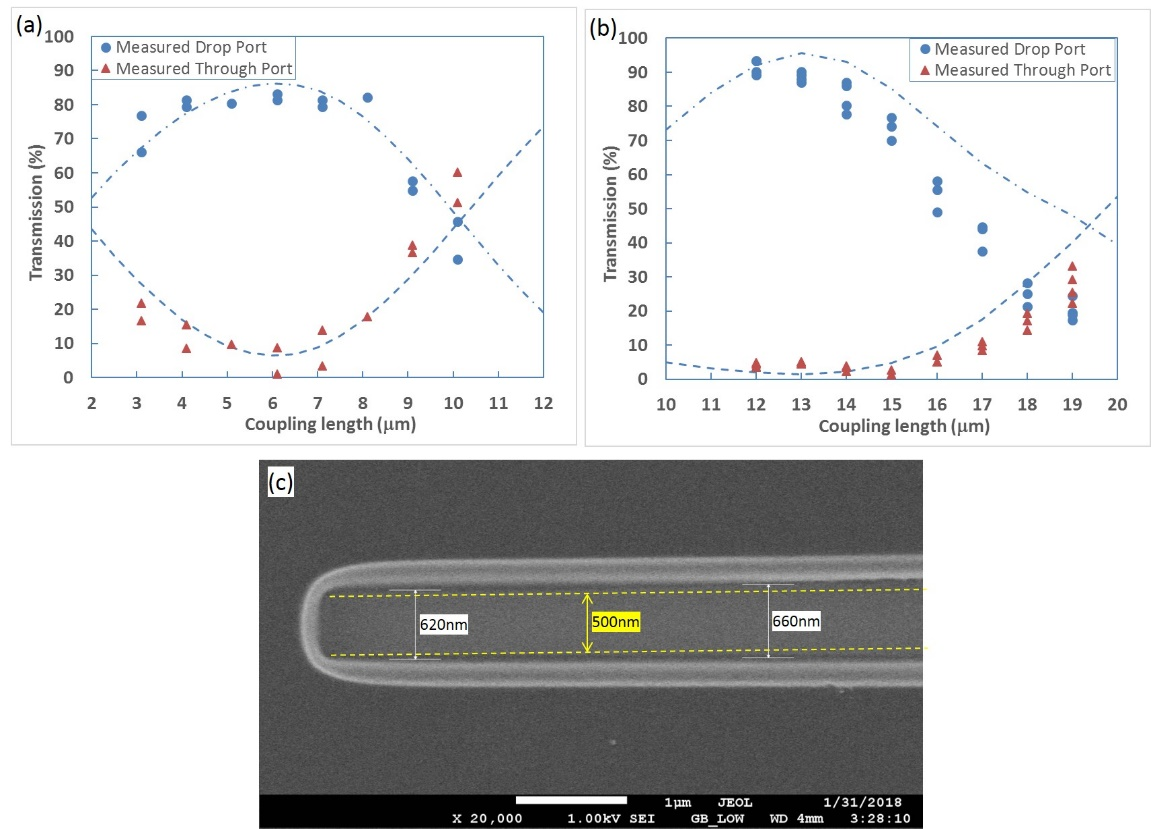 (a)
Measured Drop Port
Measured Through Port
Transmission (%)
100
90
80
70
60
50
40
30
20
10
0
2 3 4 5 6 7 8 9 10 11 12
Coupling length (μm)
(b)
Measured Drop Port
Measured Through Port
Transmission (%)
100
90
80
70
60
50
40
30
20
10
0
10 11 12 13 14 15 16 17 18 19 20
Coupling length (μm)
(c)
620nm
500nm
660nm
1μm JEOL 1/31/2018
X 20,000 1.00kV SEI GB_LOW WD 4mm 3:28:10